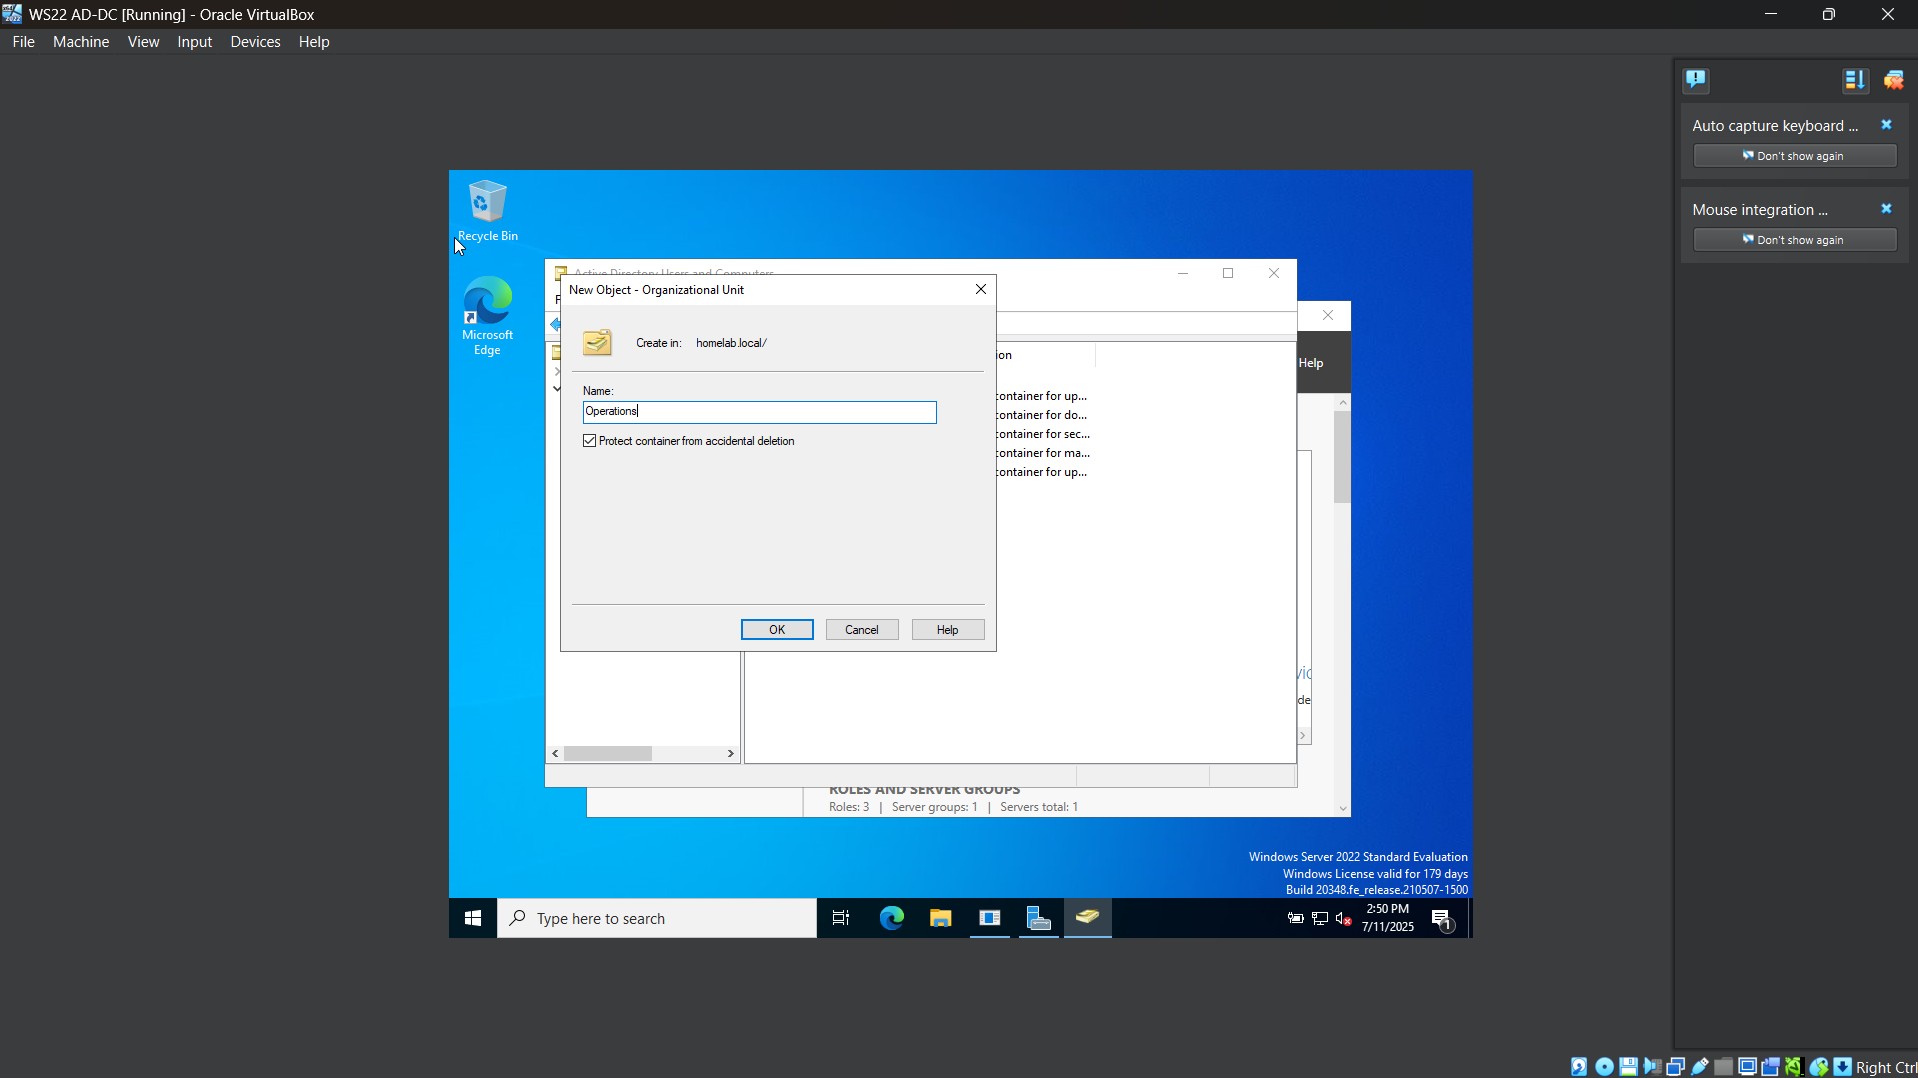 WS22 AD-DC [Running] - Oracle VirtualBox
File Machine View Input Devices Help
Auto capture keyboard ...
Don't show again
Mouse integration ...
Don't show again
Recycle Bin
Microsoft
Edge
Active Directory Users and Computers
New Object - Organizational Unit
Create in: homelab.local/
Name:
Operations
Protect container from accidental deletion
OK Cancel Help
F
ion
container for up...
container for do...
container for sec...
container for ma...
container for up...
Help
vic
de
ROLES AND SERVER GROUPS
Roles: 3 | Server groups: 1 | Servers total: 1
Windows Server 2022 Standard Evaluation
Windows License valid for 179 days
Build 20348.fe_release.210507-1500
Type here to search
2:50 PM
7/11/2025
1
Right Ctrl